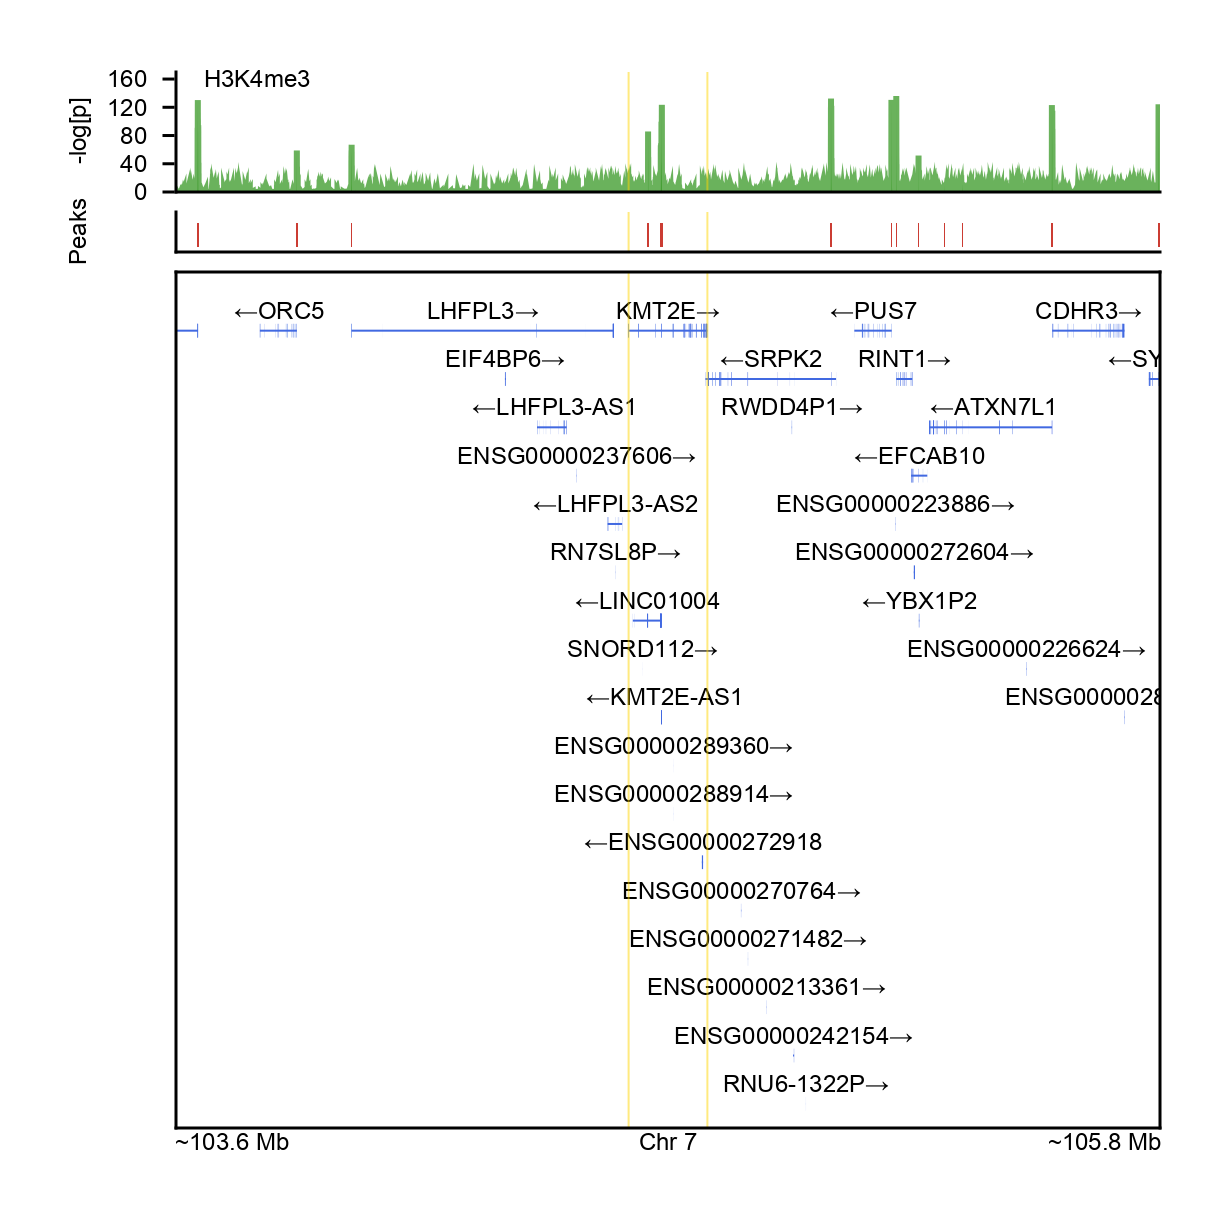 160
H3K4me3
120
80
40
0
-log[p]
Peaks
←ORC5 LHFPL3→ KMT2E→ ←PUS7 CDHR3→
EIF4BP6→ ←SRPK2 RINT1→ ←SY
←LHFPL3-AS1 RWDD4P1→ ←ATXN7L1
ENSG00000237606→ ←EFCAB10
←LHFPL3-AS2 ENSG00000223886→
RN7SL8P→ ENSG00000272604→
←LINC01004 ←YBX1P2
SNORD112→ ENSG00000226624→
←KMT2E-AS1 ENSG0000028
ENSG00000289360→
ENSG00000288914→
←ENSG00000272918
ENSG00000270764→
ENSG00000271482→
ENSG00000213361→
ENSG00000242154→
RNU6-1322P→
~103.6 Mb Chr 7 ~105.8 Mb